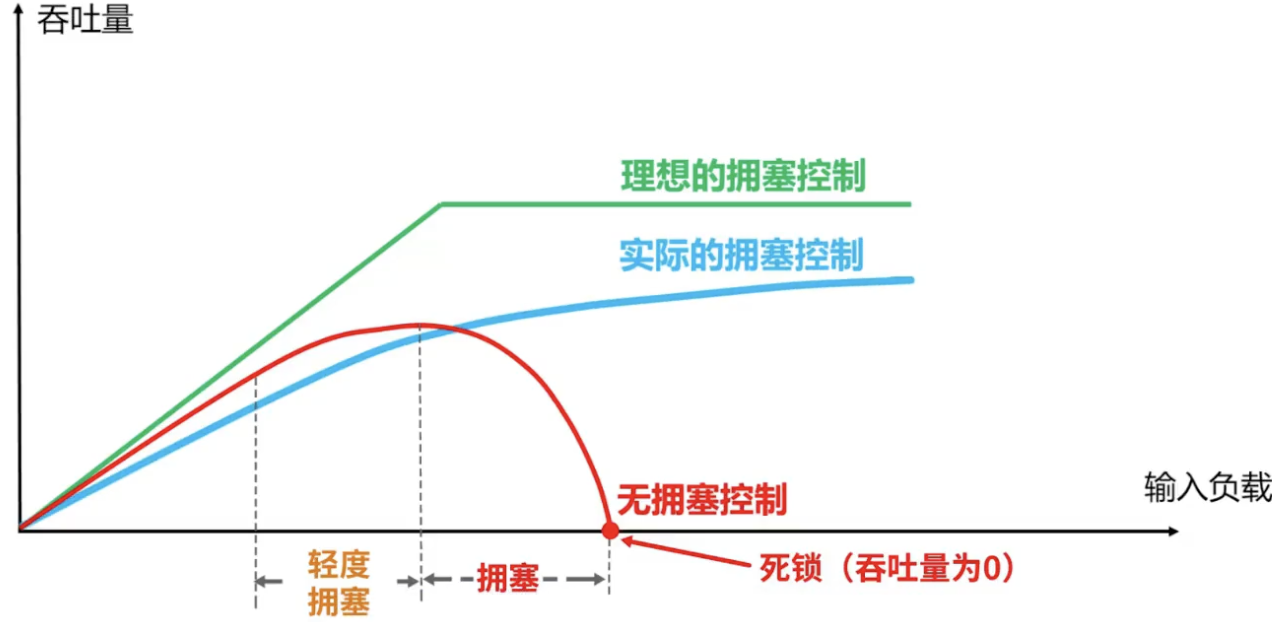 吞吐量
理想的拥塞控制
实际的拥塞控制
输入负载
无拥塞控制
轻度
拥塞
拥塞
死锁（吞吐量为0）